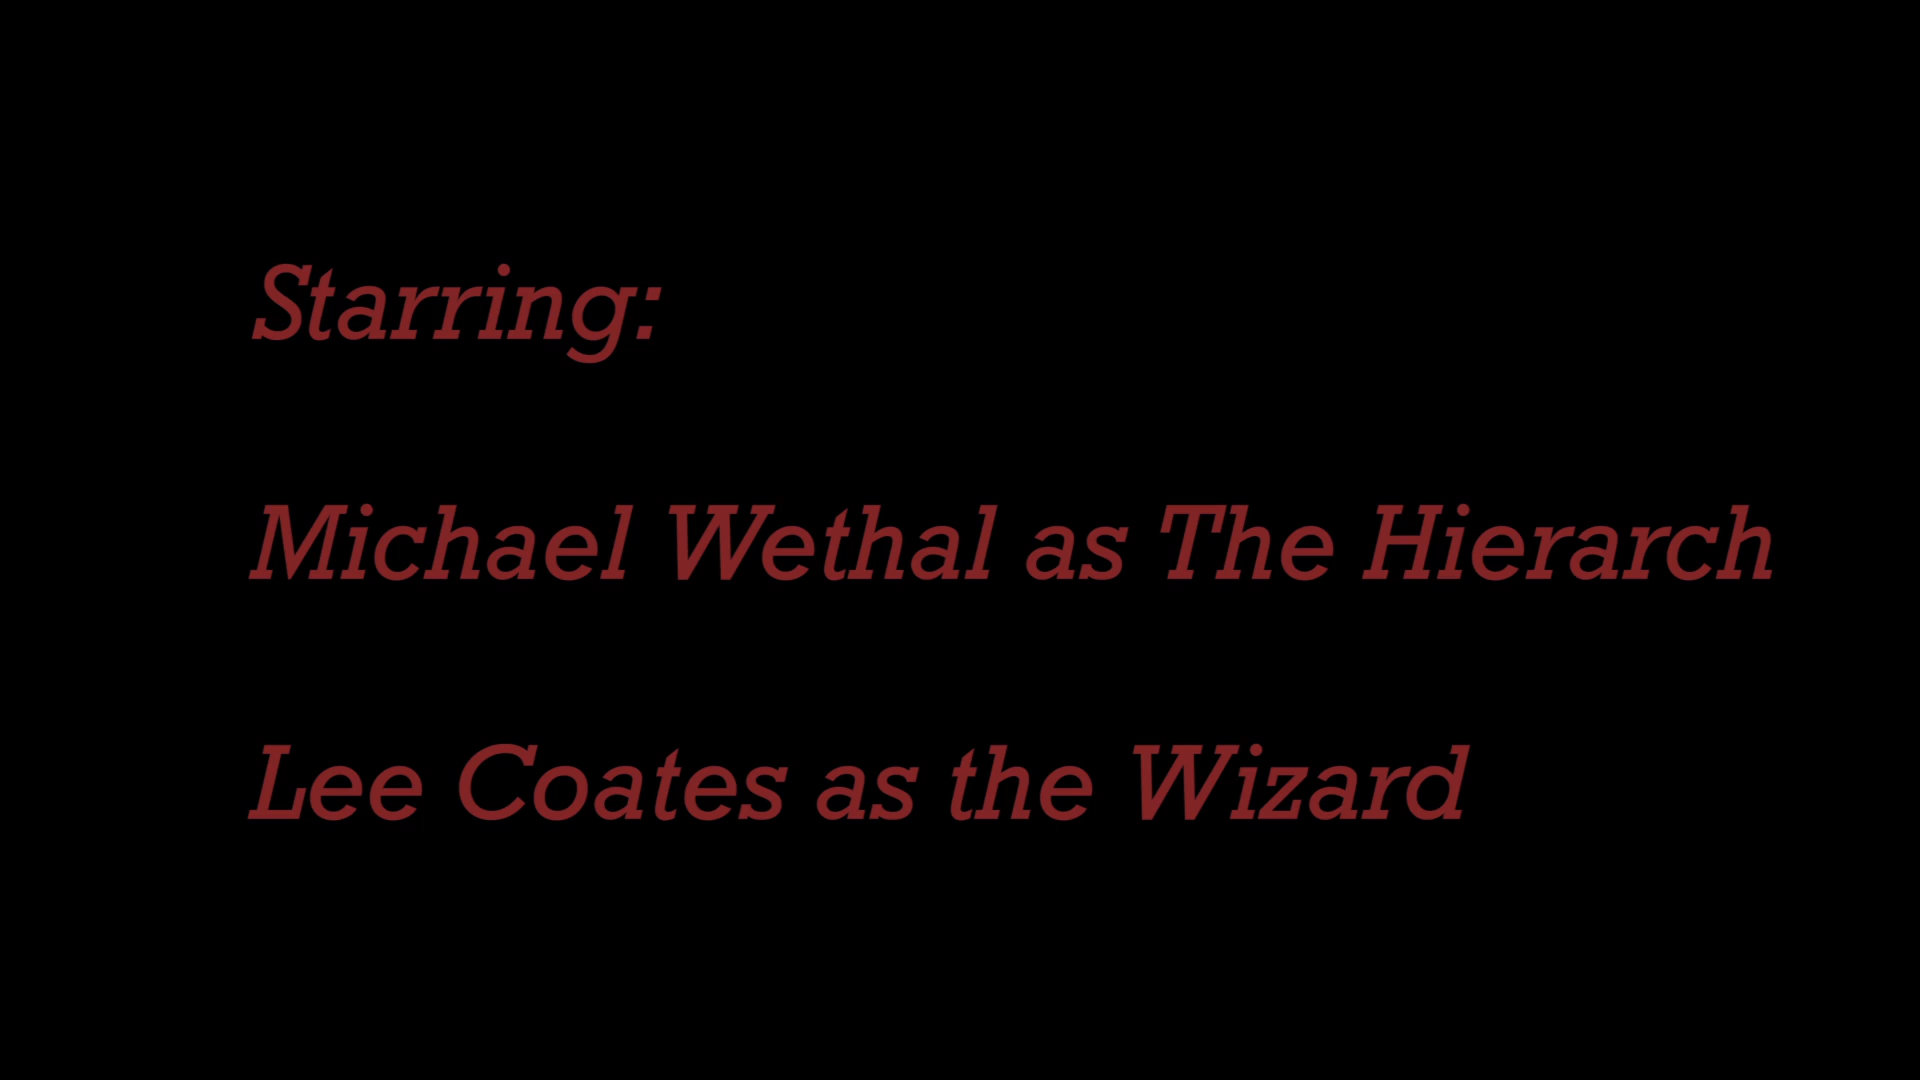 Starring:
Michael Wethal as The Hierarch
Lee Coates as the Wizard